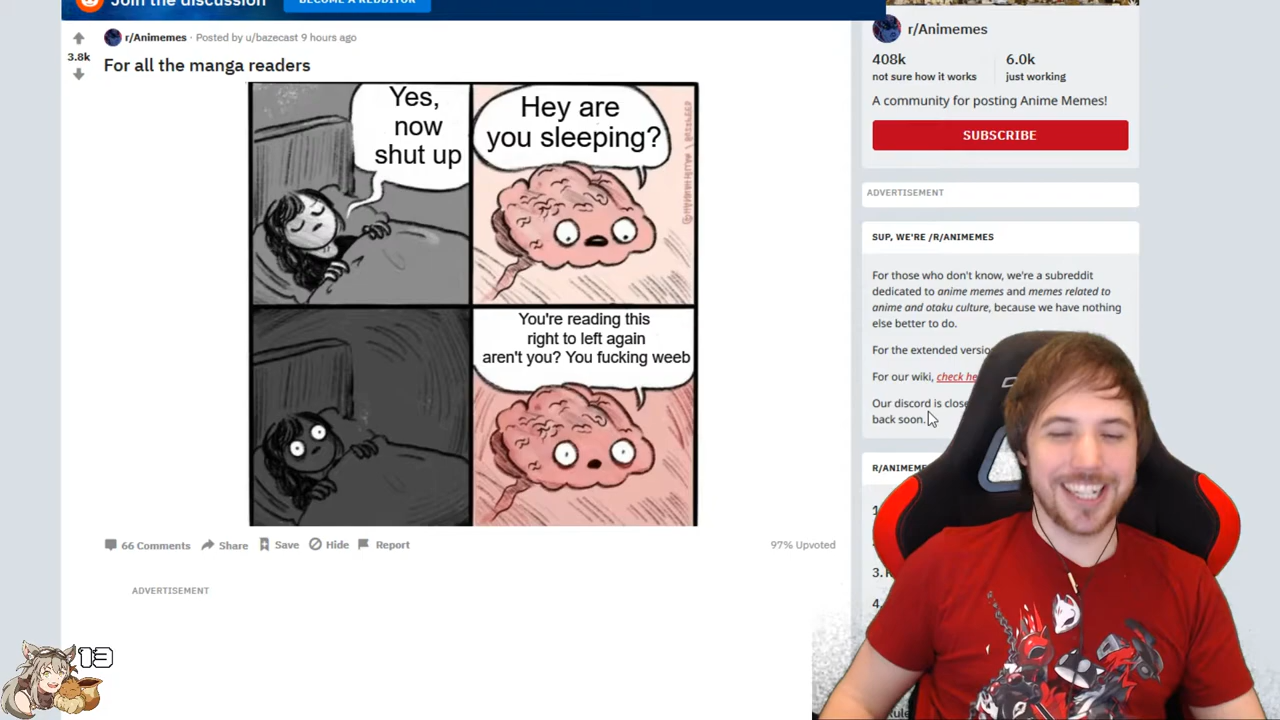 Join the discussion
BECOME A REDDITOR
3.8k
r/Animemes · Posted by u/bazecast 9 hours ago
For all the manga readers
Yes,
now
shut up
Hey are
you sleeping?
You're reading this
right to left again
aren't you? You fucking weeb
66 Comments
Share
Save
Hide
Report
97% Upvoted
ADVERTISEMENT
r/Animemes
408k
6.0k
not sure how it works
just working
A community for posting Anime Memes!
SUBSCRIBE
ADVERTISEMENT
SUP, WE'RE /R/ANIMEMES
For those who don't know, we're a subreddit
dedicated to anime memes and memes related to
anime and otaku culture, because we have nothing
else better to do.
For the extended
For our wiki, check
Our discord is
back soon.
13